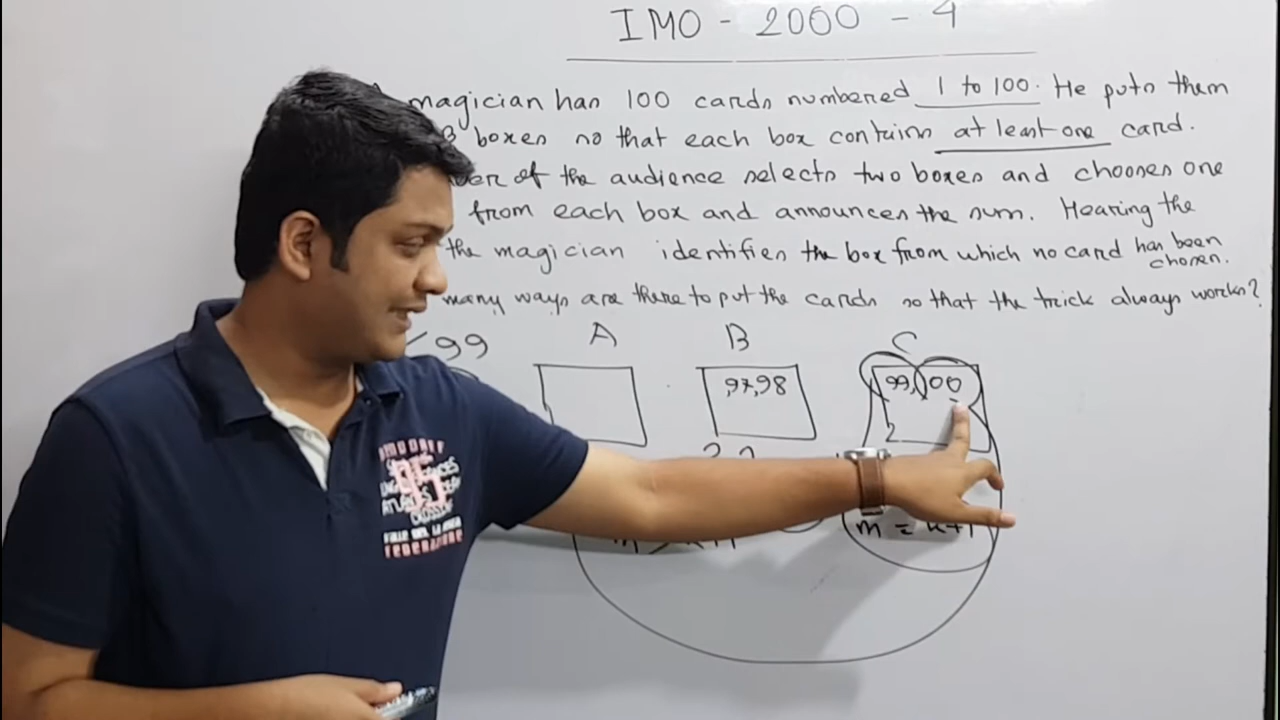 IMO - 2000 - 4
magician has 100 cards numbered 1 to 100. He puts them
3 boxes so that each box contains at least one card.
of the audience selects two boxes and chooses one
from each box and announces the sum. Hearing the
the magician identifies the box from which no card has been chosen.
many ways are there to put the cards so that the trick always works?
99 A B C
,97,98 99,100
m = k+1